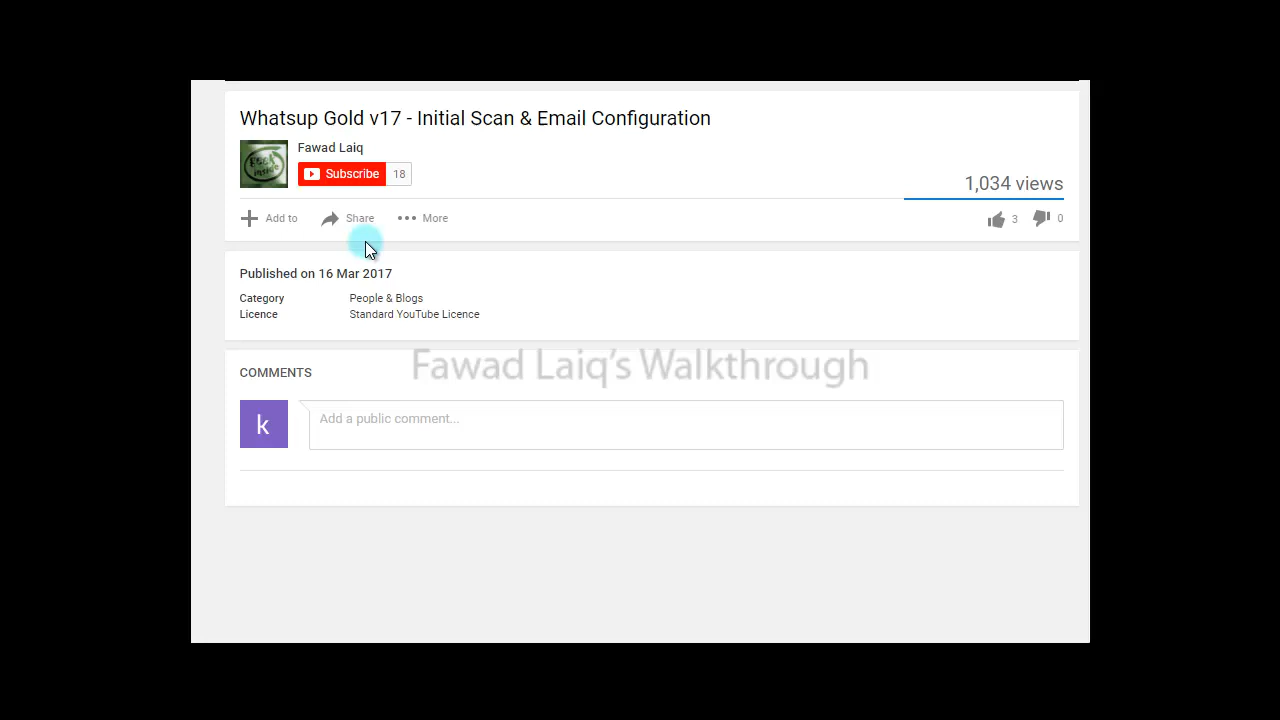 Whatsup Gold v17 - Initial Scan & Email Configuration
Fawad Laiq
Subscribe 18
1,034 views
Add to Share More 3 0
Published on 16 Mar 2017
Category People & Blogs
Licence Standard YouTube Licence
Fawad Laiq's Walkthrough
COMMENTS
k
Add a public comment...